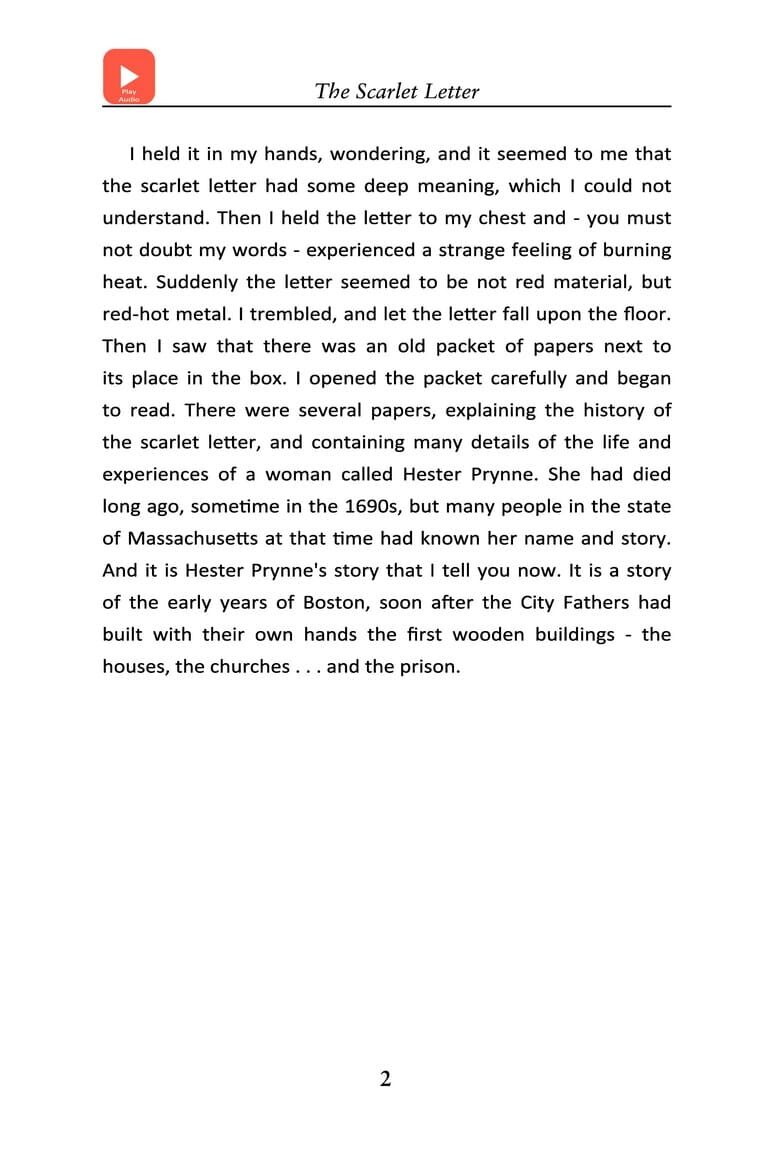 Play
Audio
The Scarlet Letter
I held it in my hands, wondering, and it seemed to me that
the scarlet letter had some deep meaning, which I could not
understand. Then I held the letter to my chest and - you must
not doubt my words - experienced a strange feeling of burning
heat. Suddenly the letter seemed to be not red material, but
red-hot metal. I trembled, and let the letter fall upon the floor.
Then I saw that there was an old packet of papers next to
its place in the box. I opened the packet carefully and began
to read. There were several papers, explaining the history of
the scarlet letter, and containing many details of the life and
experiences of a woman called Hester Prynne. She had died
long ago, sometime in the 1690s, but many people in the state
of Massachusetts at that time had known her name and story.
And it is Hester Prynne's story that I tell you now. It is a story
of the early years of Boston, soon after the City Fathers had
built with their own hands the first wooden buildings - the
houses, the churches . . . and the prison.
2